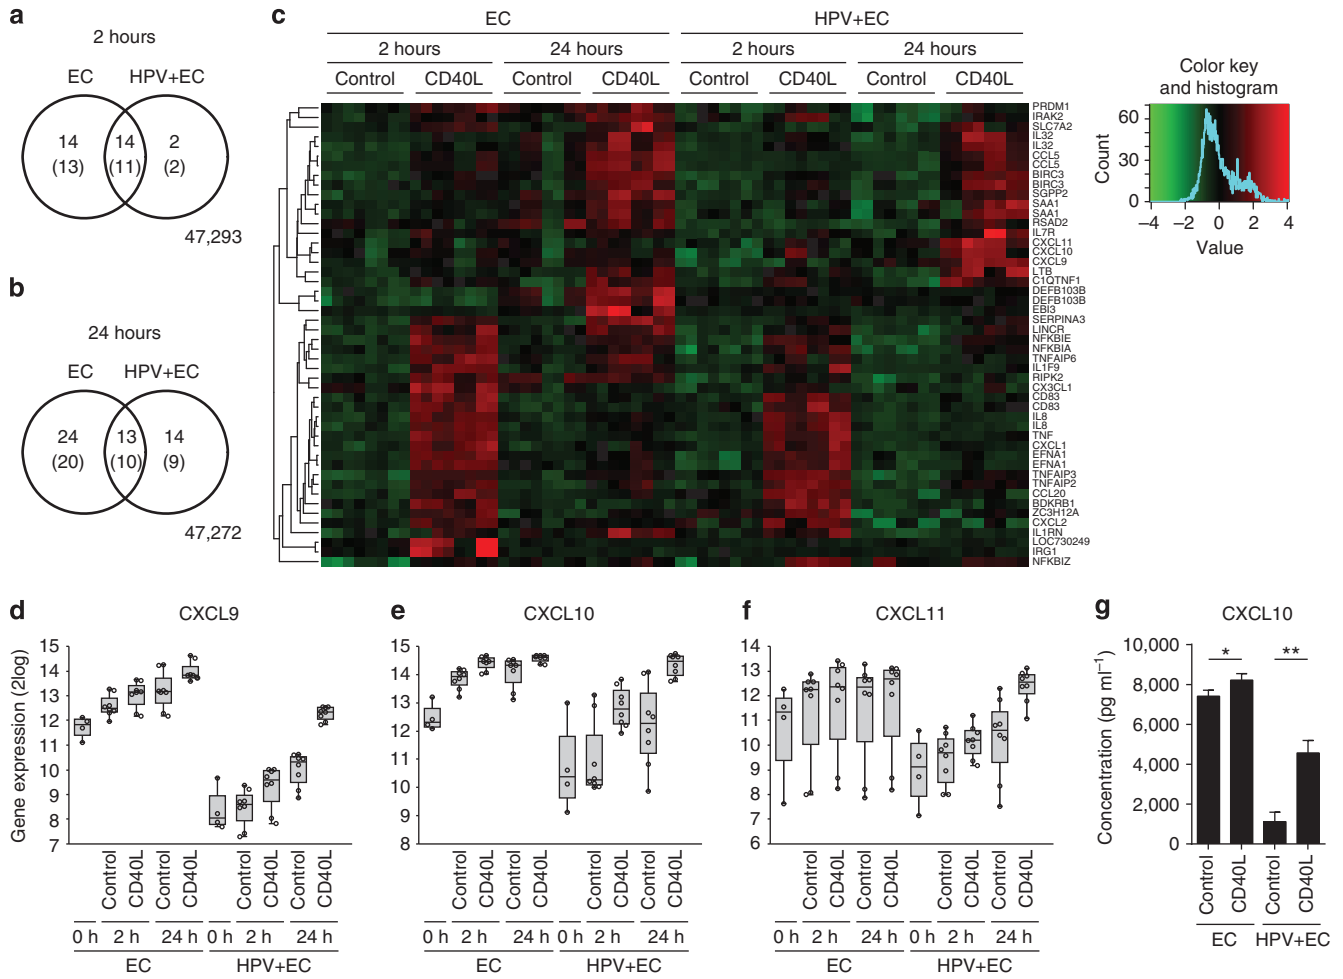 a
2 hours
EC HPV+EC
14 14 2
(13) (11) (2)
47,293
b
24 hours
EC HPV+EC
24 13 14
(20) (10) (9)
47,272
c
EC HPV+EC
2 hours 24 hours 2 hours 24 hours
Control CD40L Control CD40L Control CD40L Control CD40L
PRDM1
IRAK2
SLC7A2
IL32
IL32
CCL5
CCL5
BIRC3
BIRC3
SGPP2
SAA1
SAA1
RSAD2
IL7R
CXCL11
CXCL10
CXCL9
LTB
C1QTNF1
DEFB103B
DEFB103B
EBI3
SERPINA3
LINCR
NFKBIE
NFKBIA
TNFAIP6
IL1F9
RIPK2
CX3CL1
CD83
CD83
IL8
IL8
TNF
CXCL1
EFNA1
EFNA1
TNFAIP3
TNFAIP2
CCL20
BDKRB1
ZC3H12A
CXCL2
IL1RN
LOC730249
IRG1
NFKBIZ
Color key
and histogram
Count
60
30
0
−4 −2 0 2 4
Value
d
CXCL9
Gene expression (2log)
15
14
13
12
11
10
9
8
7
Control CD40L Control CD40L Control CD40L Control CD40L
0 h 2 h 24 h 0 h 2 h 24 h
EC HPV+EC
e
CXCL10
15
14
13
12
11
10
9
8
Control CD40L Control CD40L Control CD40L Control CD40L
0 h 2 h 24 h 0 h 2 h 24 h
EC HPV+EC
f
CXCL11
14
13
12
11
10
9
8
7
6
Control CD40L Control CD40L Control CD40L Control CD40L
0 h 2 h 24 h 0 h 2 h 24 h
EC HPV+EC
g
CXCL10
Concentration (pg ml⁻¹)
10,000
8,000
6,000
4,000
2,000
0
* **
Control CD40L Control CD40L
EC HPV+EC